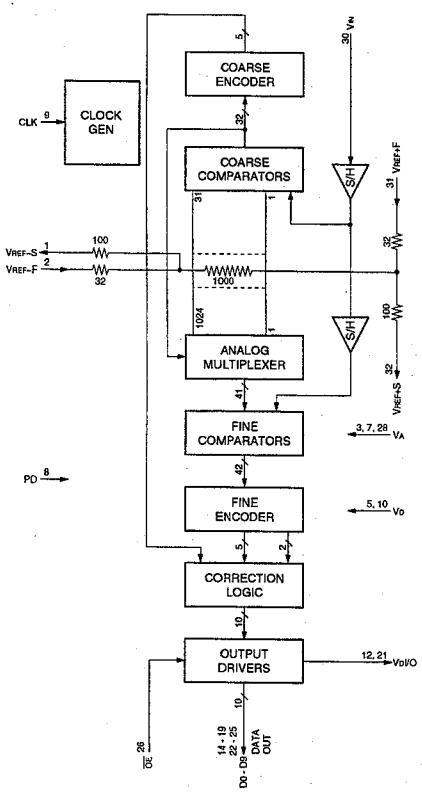 5
COARSE
ENCODER
30 VIN
CLK 9
CLOCK
GEN
32
COARSE
COMPARATORS
S/H
31 VREF+F
31
1
32
VREF-S 1
100
VREF-F 2
32
1000
100
1024
1
S/H
ANALOG
MULTIPLEXER
32 VREF+S
41
FINE
COMPARATORS
3, 7, 28 VA
42
PD 8
FINE
ENCODER
5, 10 VD
5
2
CORRECTION
LOGIC
10
OUTPUT
DRIVERS
12, 21 VDI/O
10
OE 26
14 - 19
22 - 25
DATA
OUT
D0 - D9